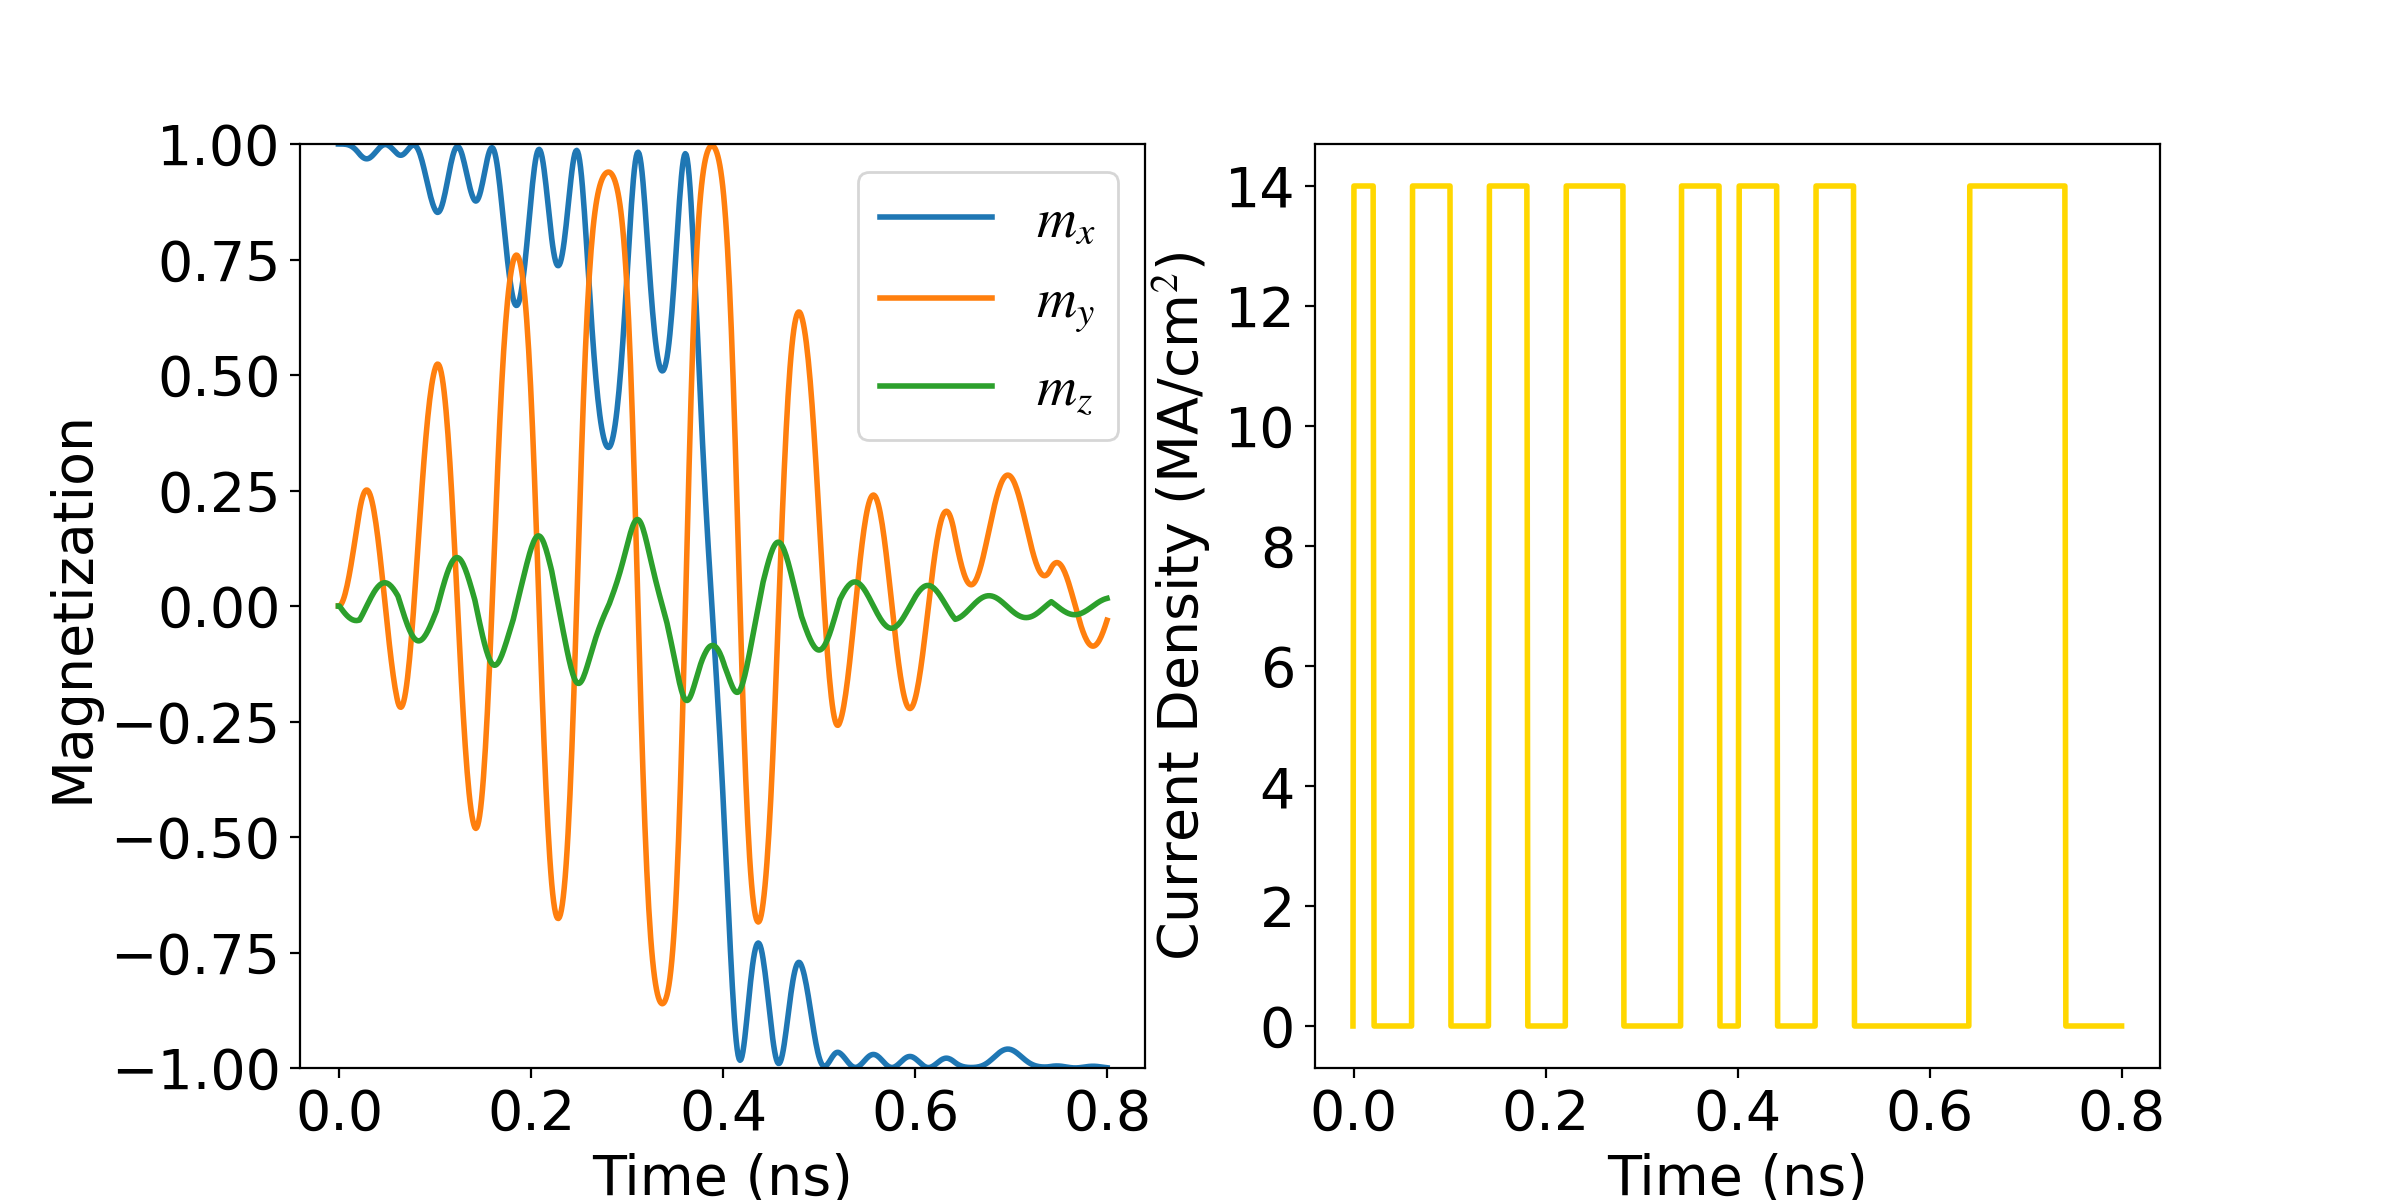 Magnetization
1.00
0.75
0.50
0.25
0.00
−0.25
−0.50
−0.75
−1.00
0.0 0.2 0.4 0.6 0.8
Time (ns)
m_x
m_y
m_z
Current Density (MA/cm²)
14
12
10
8
6
4
2
0
0.0 0.2 0.4 0.6 0.8
Time (ns)